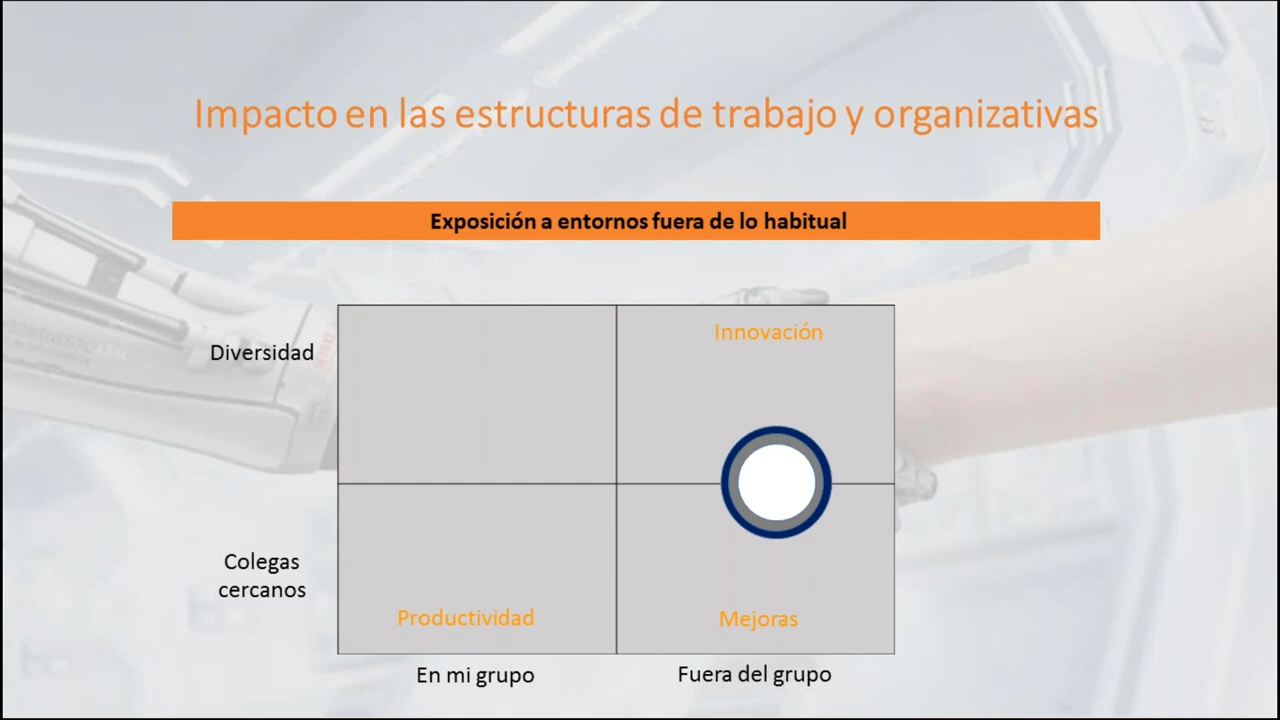 Impacto en las estructuras de trabajo y organizativas
Exposición a entornos fuera de lo habitual
Innovación
Diversidad
Colegas
cercanos
Productividad
Mejoras
En mi grupo
Fuera del grupo